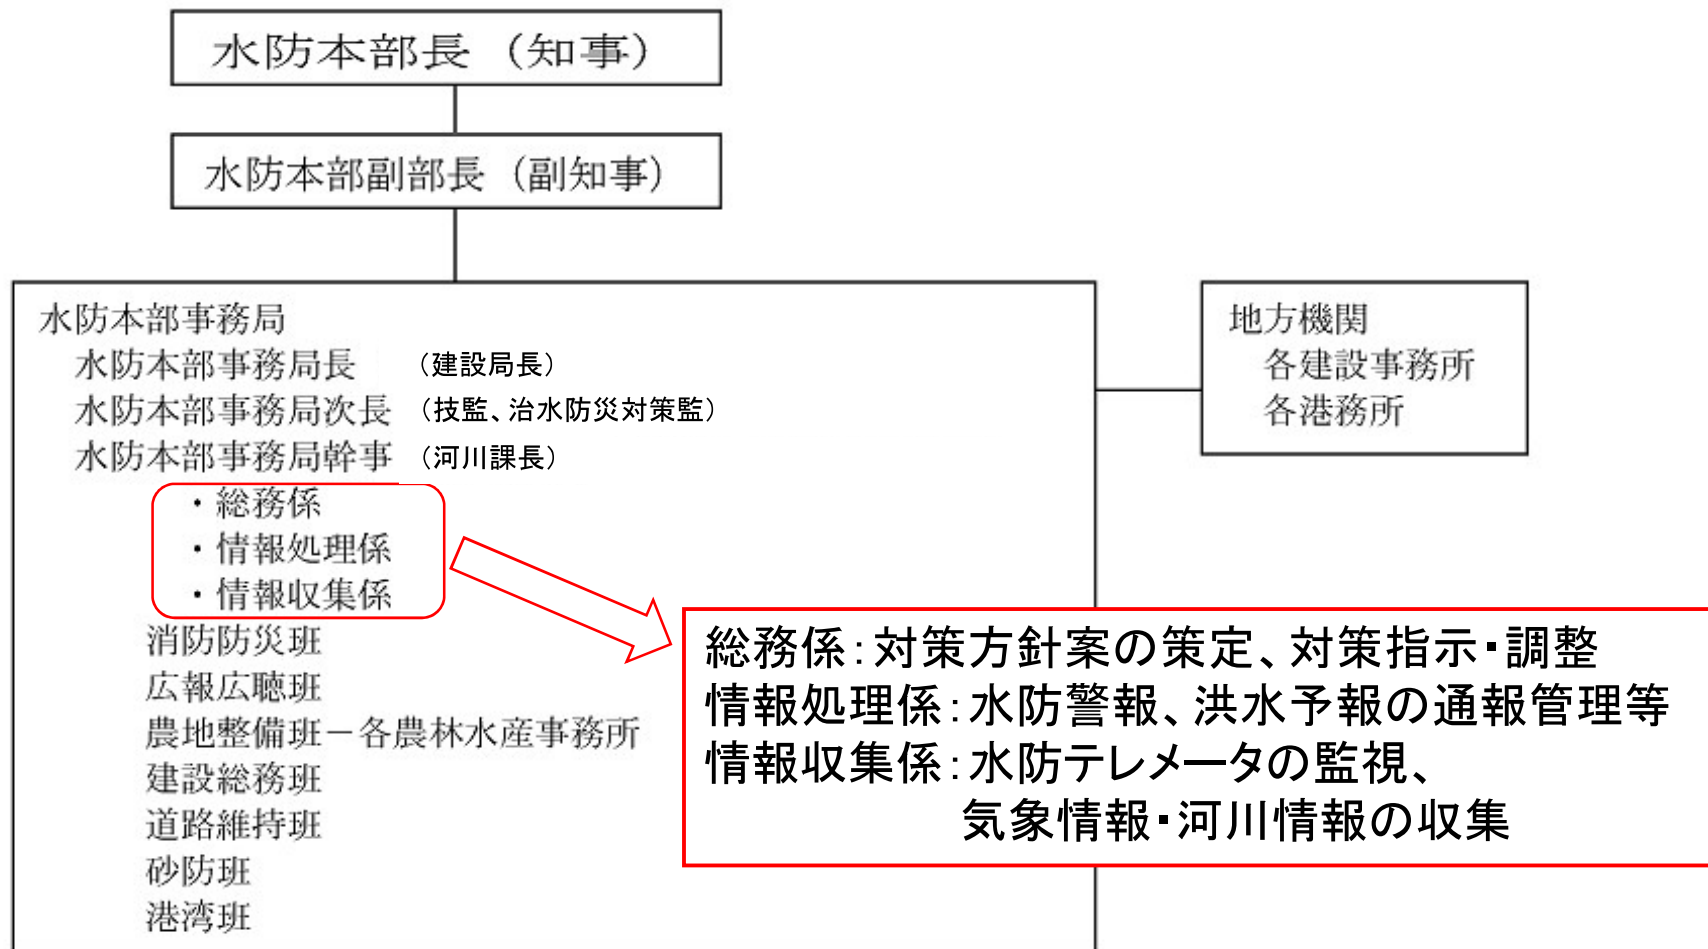 水防本部長（知事）
水防本部副部長（副知事）
水防本部事務局
水防本部事務局長 （建設局長）
水防本部事務局次長 （技監、治水防災対策監）
水防本部事務局幹事 （河川課長）
・総務係
・情報処理係
・情報収集係
消防防災班
広報広聴班
農地整備班－各農林水産事務所
建設総務班
道路維持班
砂防班
港湾班
地方機関
各建設事務所
各港務所
総務係：対策方針案の策定、対策指示・調整
情報処理係：水防警報、洪水予報の通報管理等
情報収集係：水防テレメータの監視、
気象情報・河川情報の収集